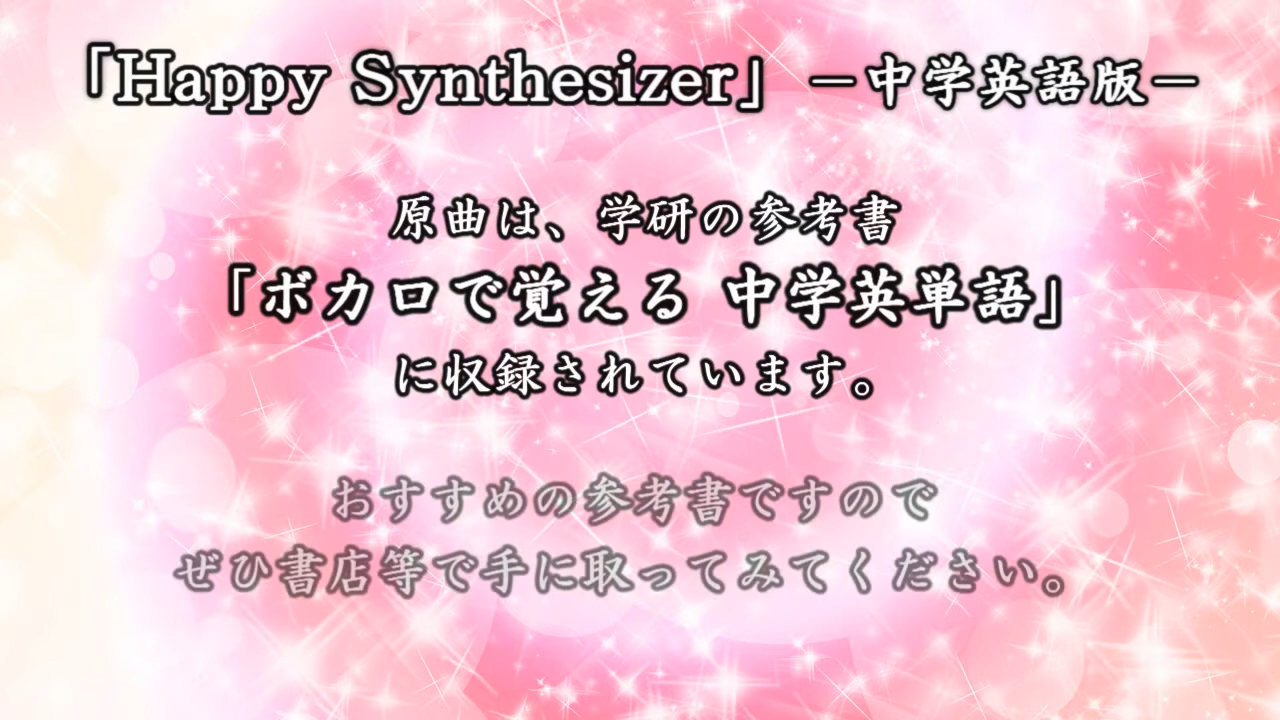 「Happy Synthesizer」 －中学英語版－
原曲は、学研の参考書
「ボカロで覚える 中学英単語」
に収録されています。
おすすめの参考書ですので
ぜひ書店等で手に取ってみてください。